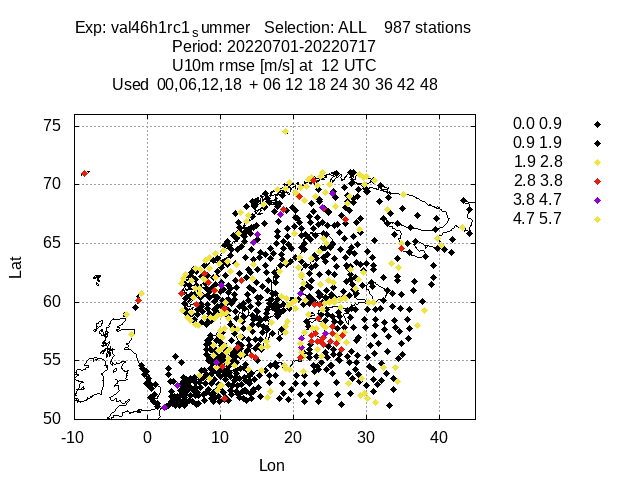 Exp: val46h1rc1summer Selection: ALL 987 stations
Period: 20220701-20220717
U10m rmse [m/s] at 12 UTC
Used 00,06,12,18 + 06 12 18 24 30 36 42 48
0.0 0.9
0.9 1.9
1.9 2.8
2.8 3.8
3.8 4.7
4.7 5.7
75
70
65
60
55
50
Lat
-10 0 10 20 30 40
Lon